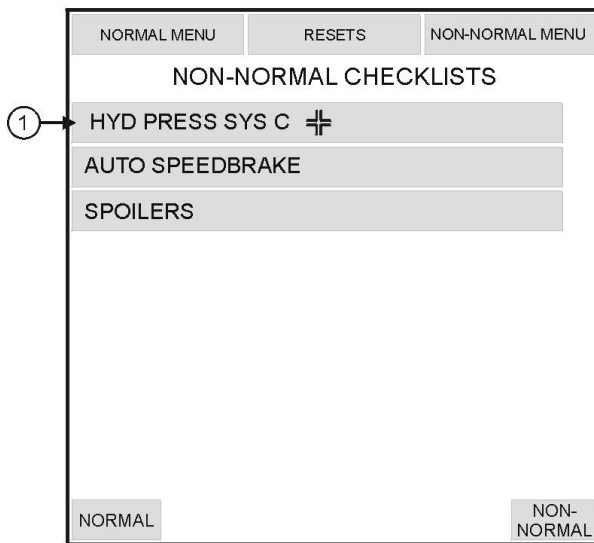 NORMAL MENU RESETS NON-NORMAL MENU
NON-NORMAL CHECKLISTS
1 HYD PRESS SYS C
AUTO SPEEDBRAKE
SPOILERS
NORMAL NON-
NORMAL